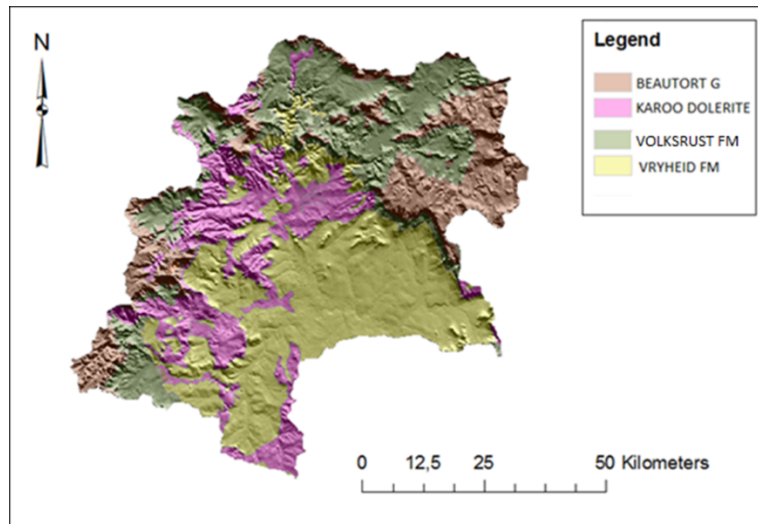 N
Legend
BEAUTORT G
KAROO DOLERITE
VOLKSRUST FM
VRYHEID FM
0 12,5 25 50 Kilometers